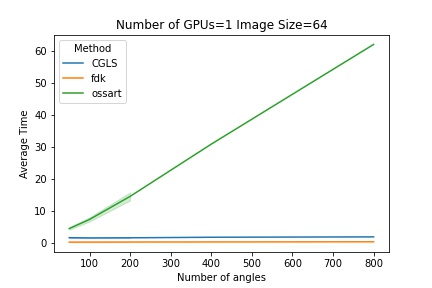 Number of GPUs=1 Image Size=64
Method
CGLS
fdk
ossart
Average Time
60
50
40
30
20
10
0
100 200 300 400 500 600 700 800
Number of angles